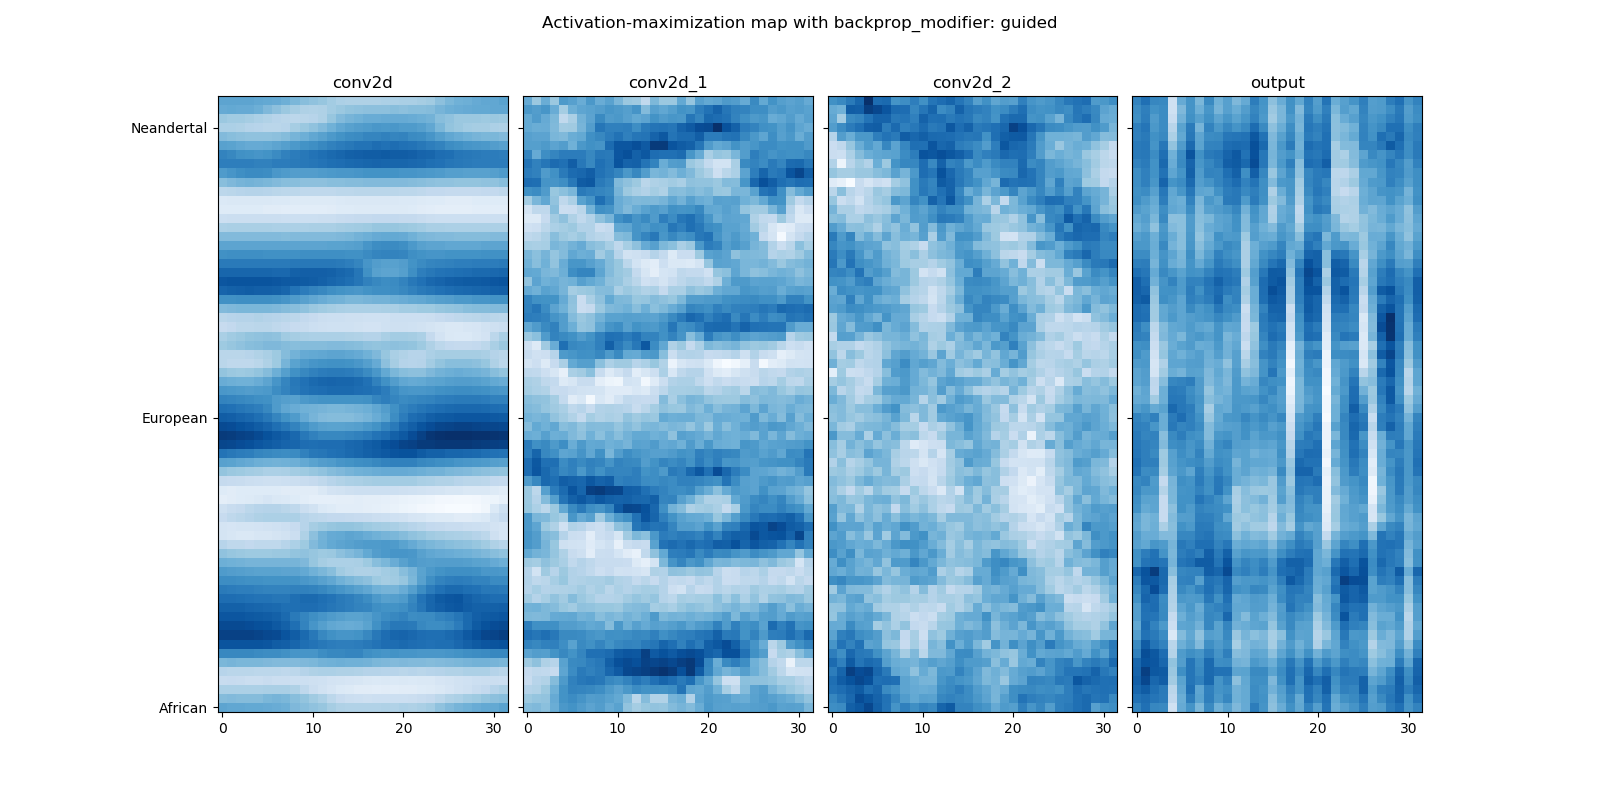 Activation-maximization map with backprop_modifier: guided
conv2d conv2d_1 conv2d_2 output
Neandertal
European
African
0 10 20 30 0 10 20 30 0 10 20 30 0 10 20 30